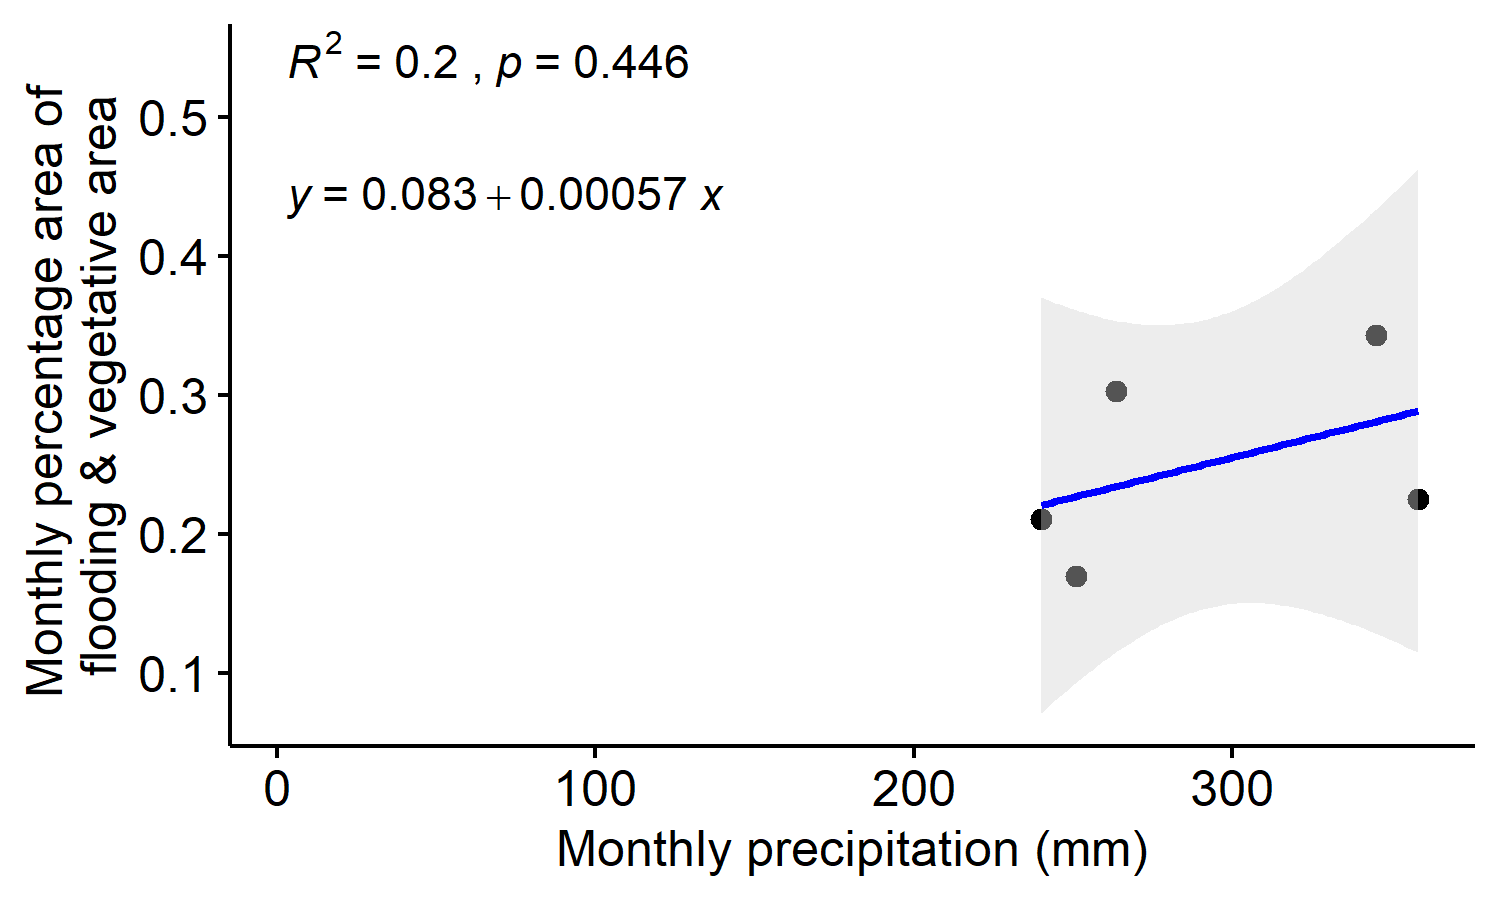 R² = 0.2 , p = 0.446
y = 0.083 + 0.00057 x
Monthly percentage area of
flooding & vegetative area
0.5
0.4
0.3
0.2
0.1
0 100 200 300
Monthly precipitation (mm)